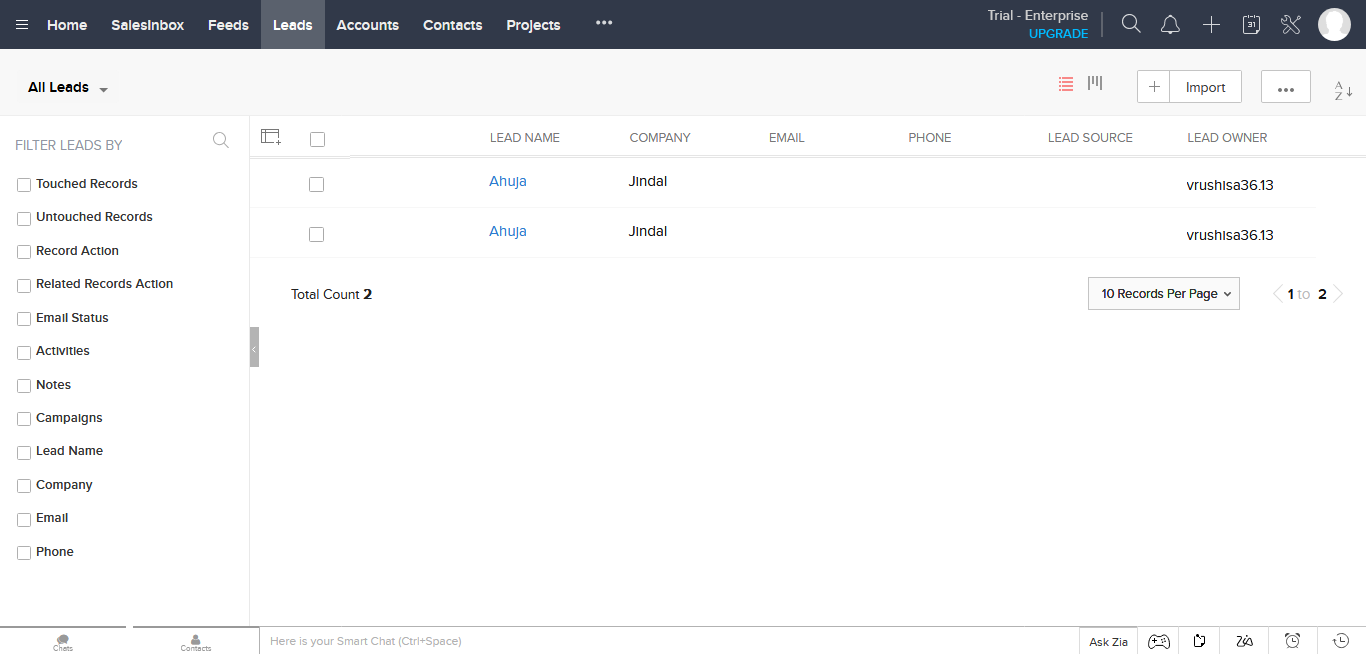 Home SalesInbox Feeds Leads Accounts Contacts Projects ••• Trial - Enterprise
UPGRADE
31
All Leads
Import
•••
A
Z
FILTER LEADS BY
LEAD NAME COMPANY EMAIL PHONE LEAD SOURCE LEAD OWNER
Touched Records
Untouched Records
Record Action
Related Records Action
Email Status
Activities
Notes
Campaigns
Lead Name
Company
Email
Phone
Ahuja Jindal vrushisa36.13
Ahuja Jindal vrushisa36.13
Total Count 2
10 Records Per Page
1 to 2
Chats
Contacts
Here is your Smart Chat (Ctrl+Space)
Ask Zia